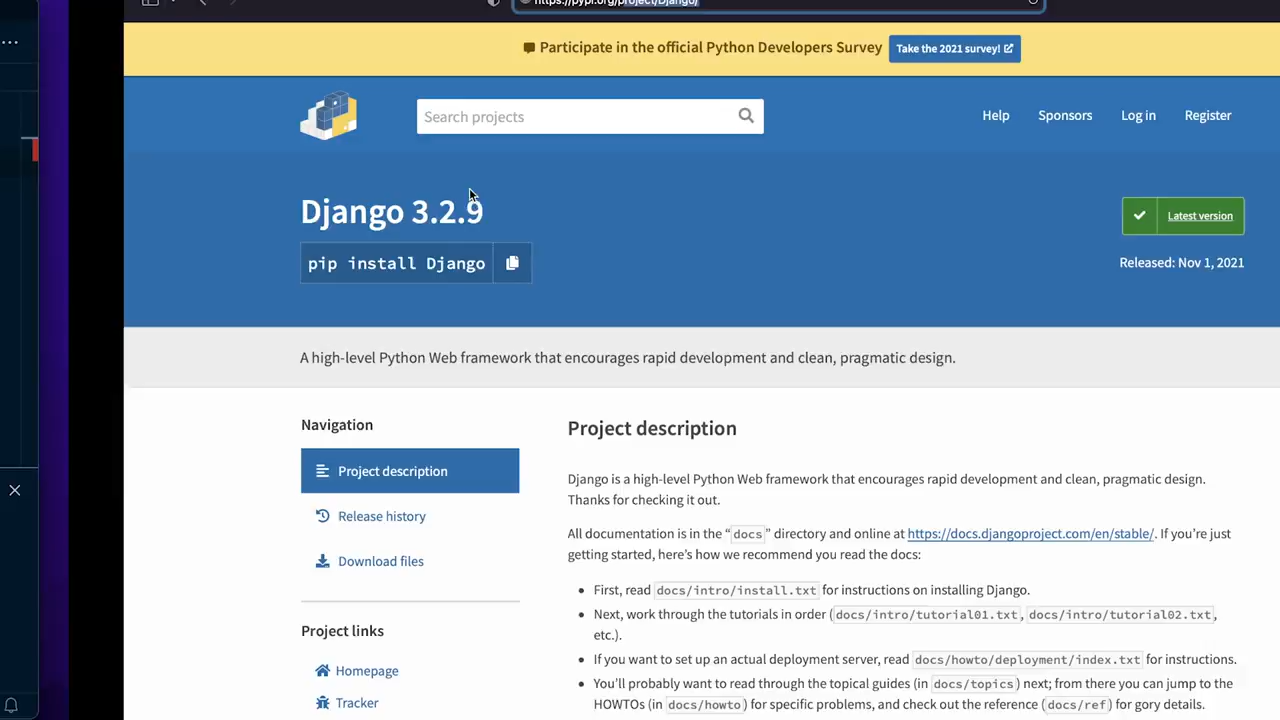 https://pypi.org/project/Django/
Participate in the official Python Developers Survey
Take the 2021 survey!
Search projects
Help
Sponsors
Log in
Register
Django 3.2.9
Latest version
pip install Django
Released: Nov 1, 2021
A high-level Python Web framework that encourages rapid development and clean, pragmatic design.
Navigation
Project description
Release history
Download files
Project links
Homepage
Tracker
Project description
Django is a high-level Python Web framework that encourages rapid development and clean, pragmatic design.
Thanks for checking it out.
All documentation is in the “docs” directory and online at https://docs.djangoproject.com/en/stable/. If you’re just
getting started, here’s how we recommend you read the docs:
• First, read docs/intro/install.txt for instructions on installing Django.
• Next, work through the tutorials in order (docs/intro/tutorial01.txt, docs/intro/tutorial02.txt,
etc.).
• If you want to set up an actual deployment server, read docs/howto/deployment/index.txt for instructions.
• You’ll probably want to read through the topical guides (in docs/topics) next; from there you can jump to the
HOWTOs (in docs/howto) for specific problems, and check out the reference (docs/ref) for gory details.